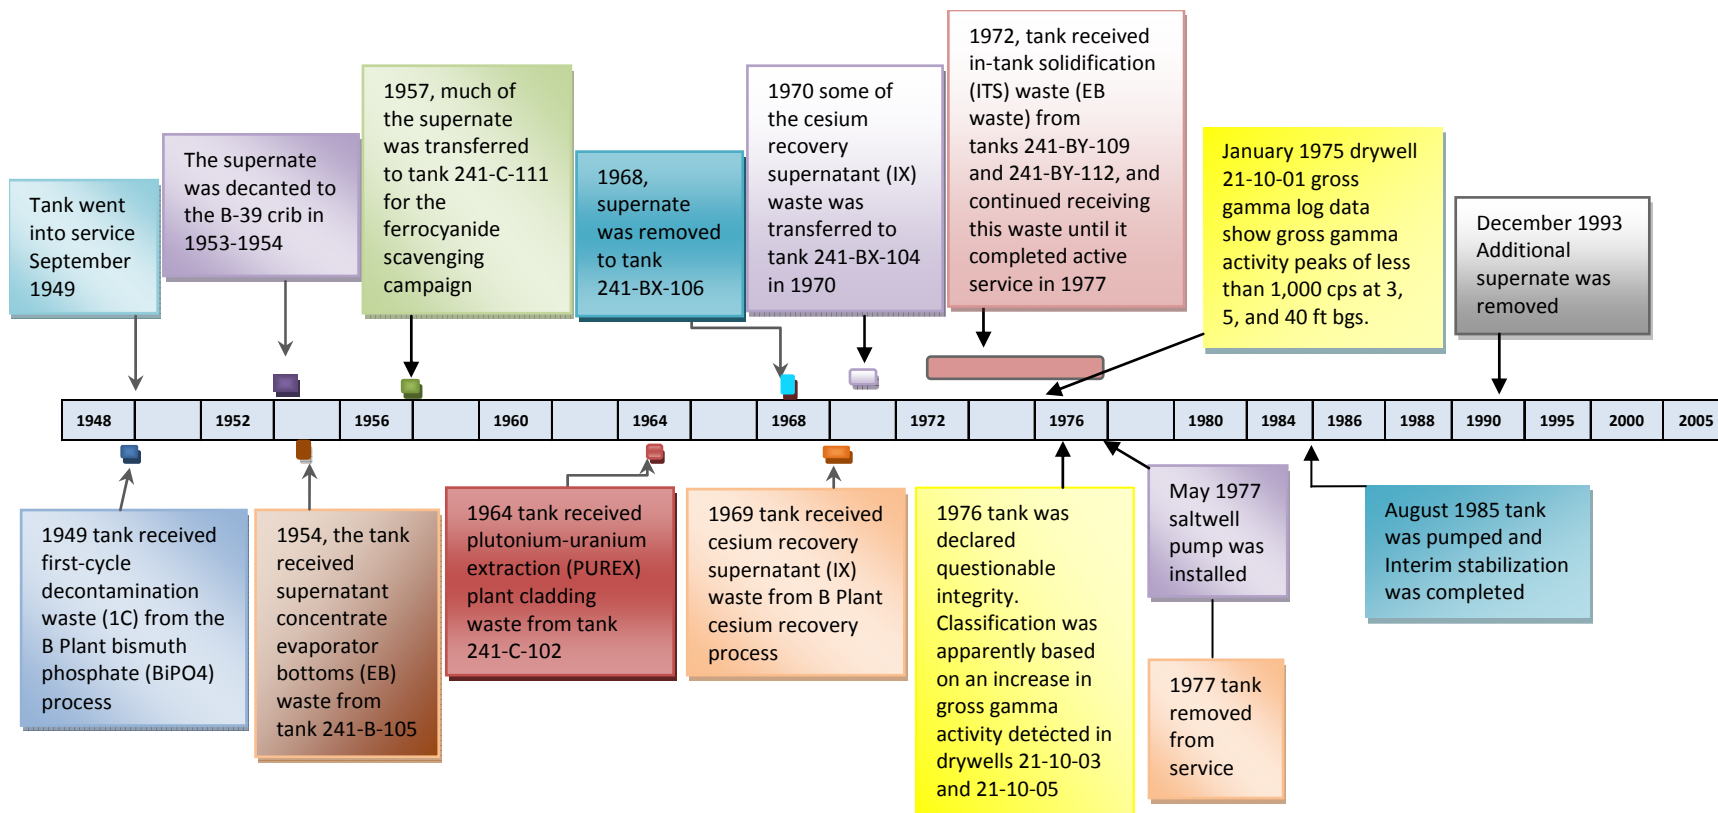 Tank went
into service
September
1949
The supernate
was decanted to
the B-39 crib in
1953-1954
1957, much of
the supernate
was transferred
to tank 241-C-111
for the
ferrocyanide
scavenging
campaign
1968,
supernate
was removed
to tank
241-BX-106
1970 some of
the cesium
recovery
supernatant (IX)
waste was
transferred to
tank 241-BX-104
in 1970
1972, tank received
in-tank solidification
(ITS) waste (EB
waste) from
tanks 241-BY-109
and 241-BY-112, and
continued receiving
this waste until it
completed active
service in 1977
January 1975 drywell
21-10-01 gross
gamma log data
show gross gamma
activity peaks of less
than 1,000 cps at 3,
5, and 40 ft bgs.
December 1993
Additional
supernate was
removed
1948 1952 1956 1960 1964 1968 1972 1976 1980 1984 1986 1988 1990 1995 2000 2005
1949 tank received
first-cycle
decontamination
waste (1C) from the
B Plant bismuth
phosphate (BiPO4)
process
1954, the tank
received
supernatant
concentrate
evaporator
bottoms (EB)
waste from
tank 241-B-105
1964 tank received
plutonium-uranium
extraction (PUREX)
plant cladding
waste from tank
241-C-102
1969 tank received
cesium recovery
supernatant (IX)
waste from B Plant
cesium recovery
process
1976 tank was
declared
questionable
integrity.
Classification was
apparently based
on an increase in
gross gamma
activity detected in
drywells 21-10-03
and 21-10-05
May 1977
saltwell
pump was
installed
1977 tank
removed
from
service
August 1985 tank
was pumped and
Interim stabilization
was completed